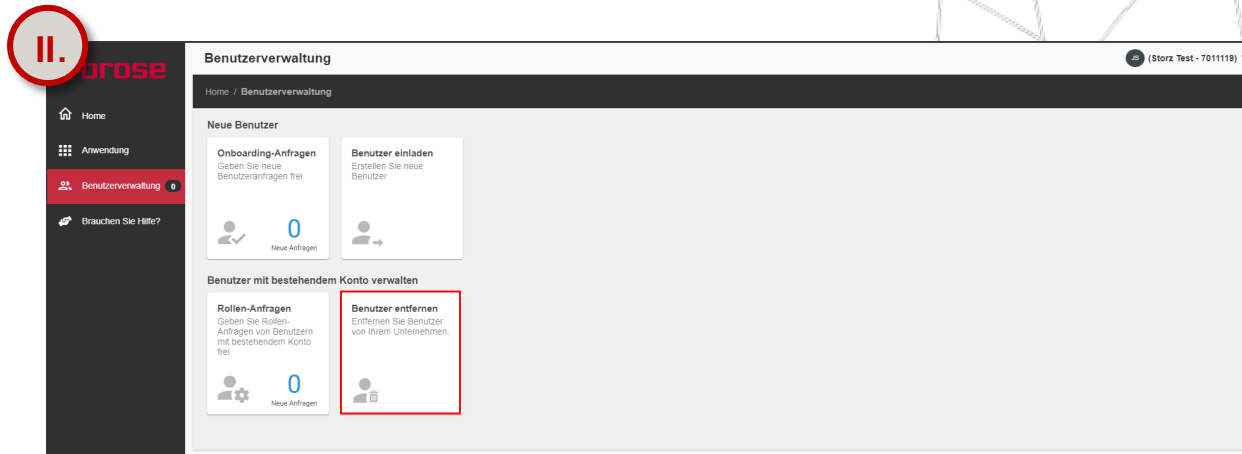 II.
brose
Benutzerverwaltung
JS (Storz Test - 7011119)
Home / Benutzerverwaltung
Home
Anwendung
Benutzerverwaltung 0
Brauchen Sie Hilfe?
Neue Benutzer
Onboarding-Anfragen
Geben Sie neue
Benutzeranfragen frei
0
Neue Anfragen
Benutzer einladen
Erstellen Sie neue
Benutzer
Benutzer mit bestehendem Konto verwalten
Rollen-Anfragen
Geben Sie Rollen-
Anfragen von Benutzern
mit bestehendem Konto
frei
0
Neue Anfragen
Benutzer entfernen
Entfernen Sie Benutzer
von Ihrem Unternehmen.